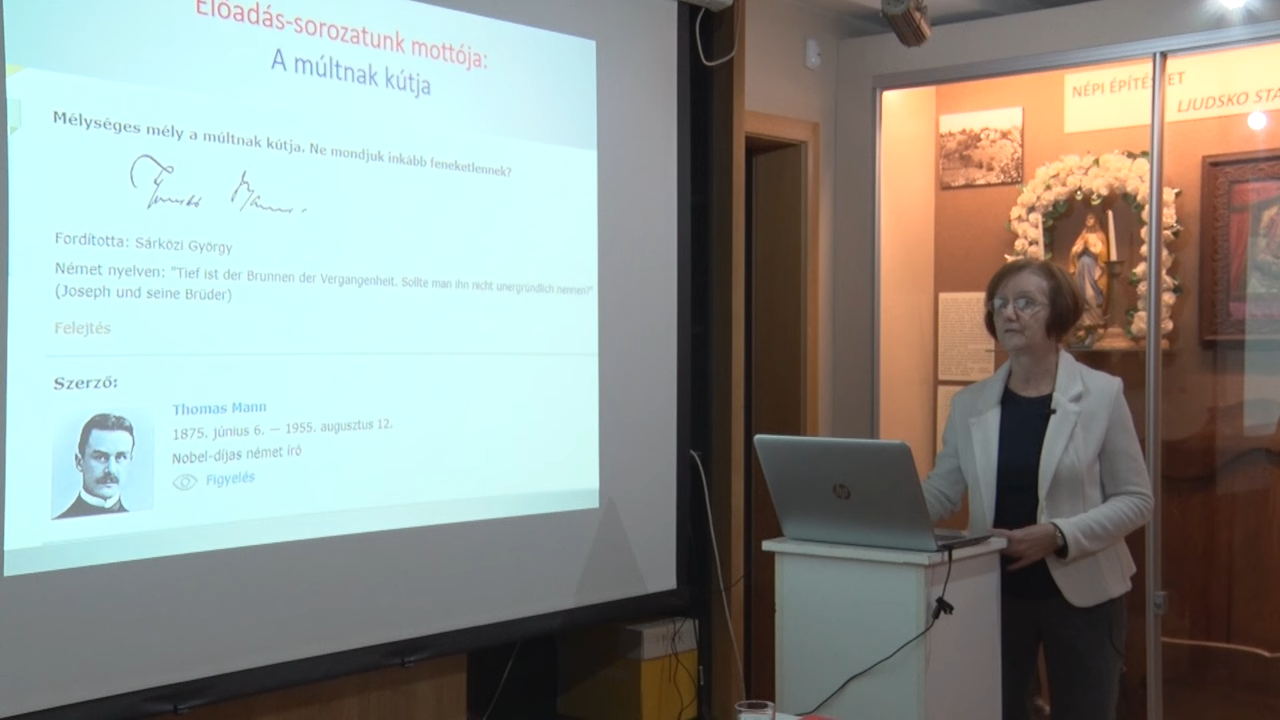 Előadás-sorozatunk mottója:
A múltnak kútja
Mélységes mély a múltnak kútja. Ne mondjuk inkább feneketlennek?
Fordította: Sárközi György
Német nyelven: "Tief ist der Brunnen der Vergangenheit. Sollte man ihn nicht unergründlich nennen?"
(Joseph und seine Brüder)
Felejtés
Szerző:
Thomas Mann
1875. június 6. — 1955. augusztus 12.
Nobel-díjas német író
Figyelés
NÉPI ÉPÍTÉSZET
LJUDSKO STA
hp